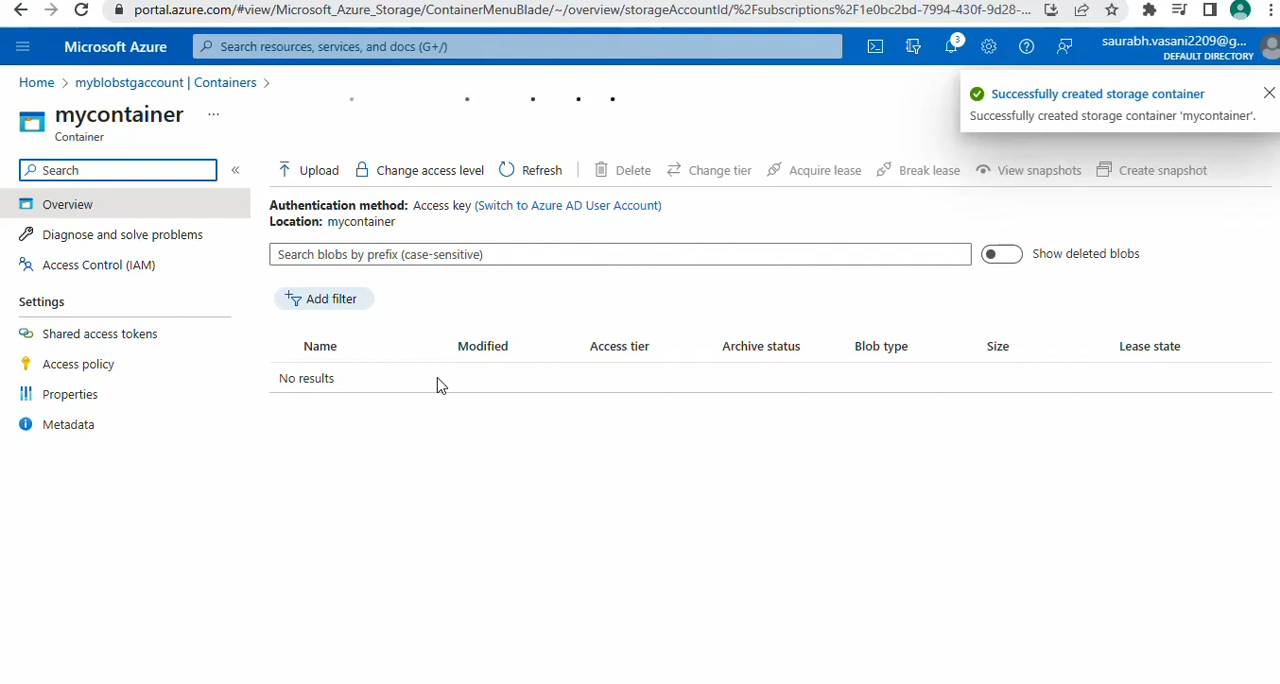 portal.azure.com/#view/Microsoft_Azure_Storage/ContainerMenuBlade/~/overview/storageAccountId/%2Fsubscriptions%2F1e0bc2bd-7994-430f-9d28-...
Microsoft Azure
Search resources, services, and docs (G+/)
3
saurabh.vasani2209@g...
DEFAULT DIRECTORY
Home > myblobstgaccount | Containers >
Successfully created storage container
Successfully created storage container 'mycontainer'.
mycontainer ...
Container
Search
«
Upload
Change access level
Refresh
Delete
Change tier
Acquire lease
Break lease
View snapshots
Create snapshot
Overview
Diagnose and solve problems
Access Control (IAM)
Settings
Shared access tokens
Access policy
Properties
Metadata
Authentication method: Access key (Switch to Azure AD User Account)
Location: mycontainer
Search blobs by prefix (case-sensitive)
Show deleted blobs
Add filter
Name Modified Access tier Archive status Blob type Size Lease state
No results